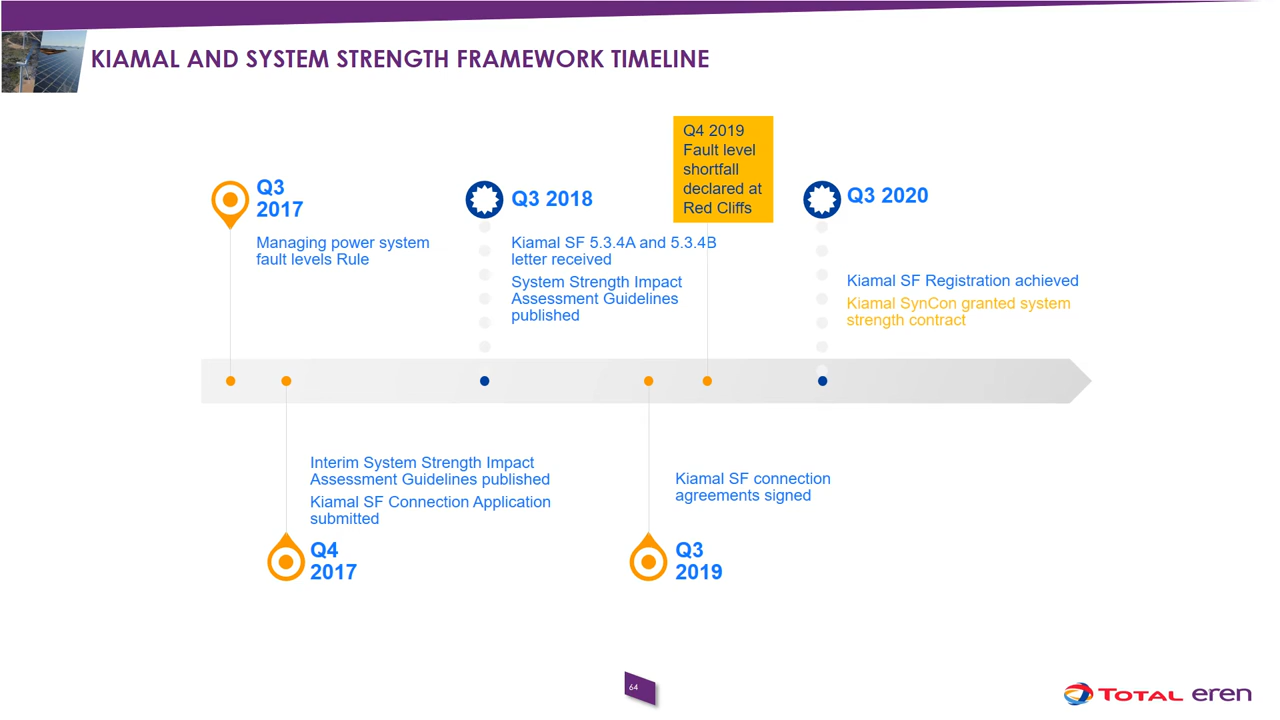 KIAMAL AND SYSTEM STRENGTH FRAMEWORK TIMELINE
Q3
2017
Managing power system
fault levels Rule
Q3 2018
Kiamal SF 5.3.4A and 5.3.4B
letter received
System Strength Impact
Assessment Guidelines
published
Q4 2019
Fault level
shortfall
declared at
Red Cliffs
Q3 2020
Kiamal SF Registration achieved
Kiamal SynCon granted system
strength contract
Interim System Strength Impact
Assessment Guidelines published
Kiamal SF Connection Application
submitted
Q4
2017
Kiamal SF connection
agreements signed
Q3
2019
64
TOTAL eren